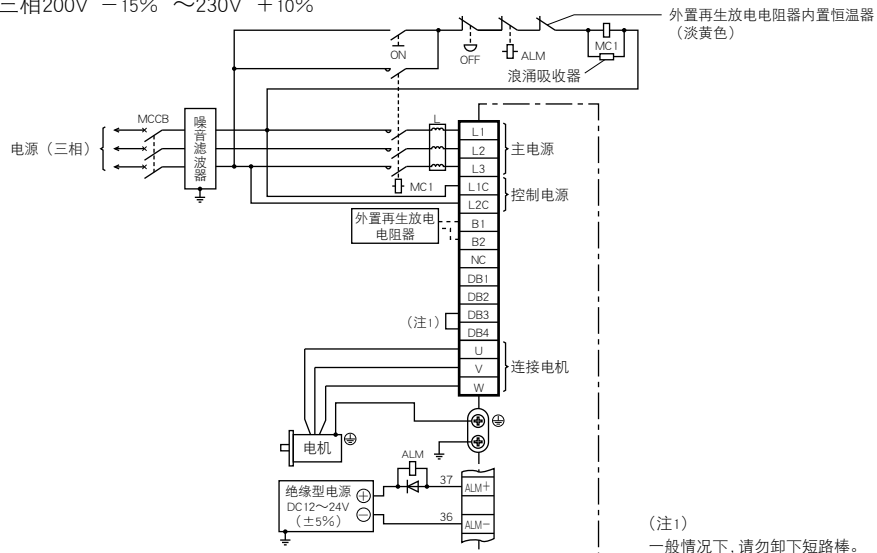 三相200V －15% ～230V ＋10%
外置再生放电电阻器内置恒温器
（淡黄色）
ON
OFF
ALM
MC1
浪涌吸收器
MCCB
噪音滤波器
L
电源（三相）
MC1
L1
L2
L3
主电源
L1C
L2C
控制电源
外置再生放电
电阻器
B1
B2
NC
DB1
DB2
DB3
DB4
（注1）
U
V
W
连接电机
电机
ALM
绝缘型电源
DC12～24V
（±5%）
37
ALM＋
36
ALM－
（注1）
一般情况下，请勿卸下短路棒。